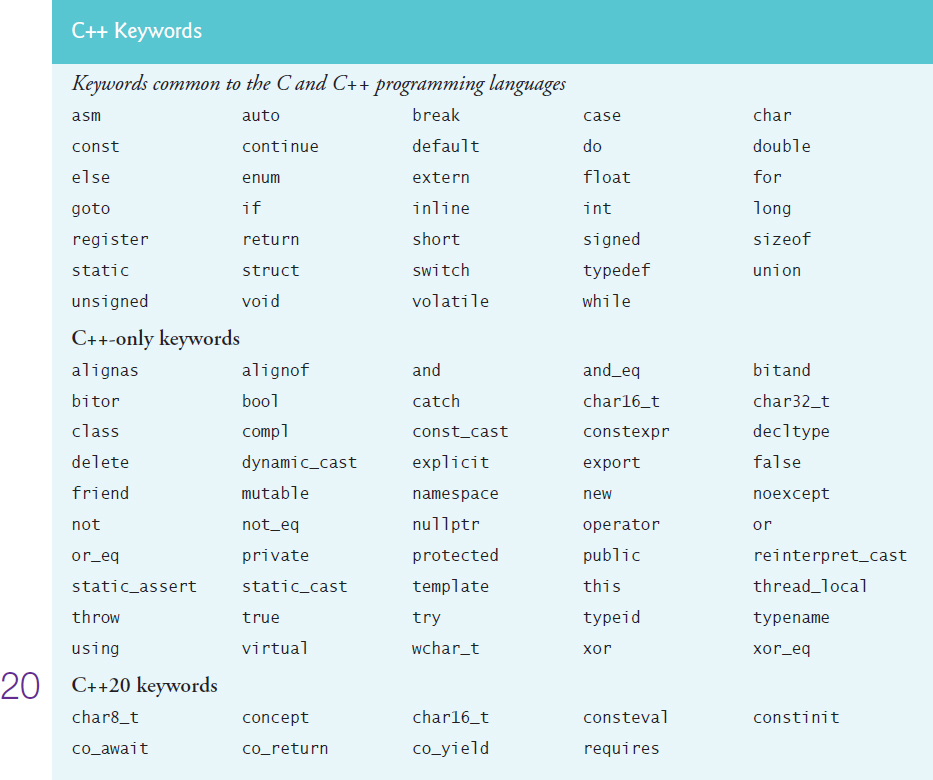 C++ Keywords
Keywords common to the C and C++ programming languages
asm auto break case char
const continue default do double
else enum extern float for
goto if inline int long
register return short signed sizeof
static struct switch typedef union
unsigned void volatile while
C++-only keywords
alignas alignof and and_eq bitand
bitor bool catch char16_t char32_t
class compl const_cast constexpr decltype
delete dynamic_cast explicit export false
friend mutable namespace new noexcept
not not_eq nullptr operator or
or_eq private protected public reinterpret_cast
static_assert static_cast template this thread_local
throw true try typeid typename
using virtual wchar_t xor xor_eq
20 C++20 keywords
char8_t concept char16_t consteval constinit
co_await co_return co_yield requires